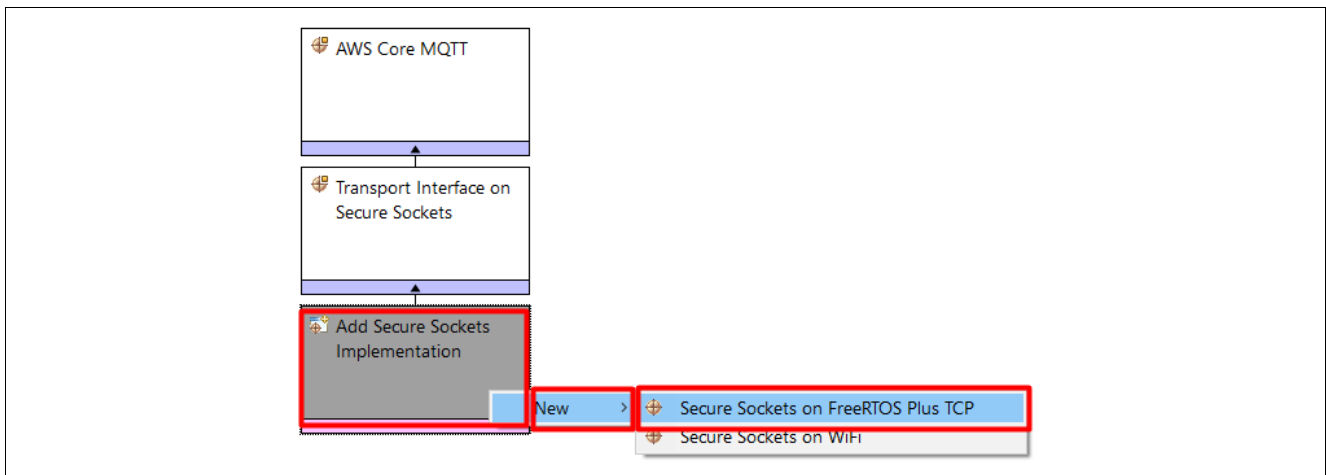 AWS Core MQTT
Transport Interface on
Secure Sockets
Add Secure Sockets
Implementation
New
Secure Sockets on FreeRTOS Plus TCP
Secure Sockets on WiFi